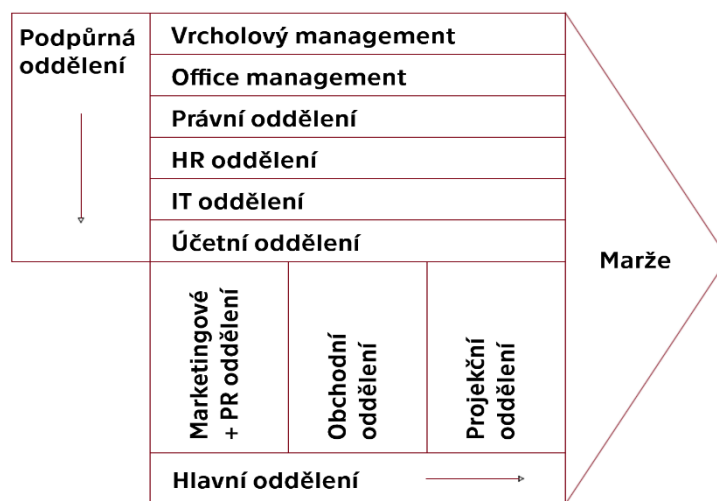 Podpůrná
oddělení
Vrcholový management
Office management
Právní oddělení
HR oddělení
IT oddělení
Účetní oddělení
Marketingové
+ PR oddělení
Obchodní
oddělení
Projekční
oddělení
Marže
Hlavní oddělení